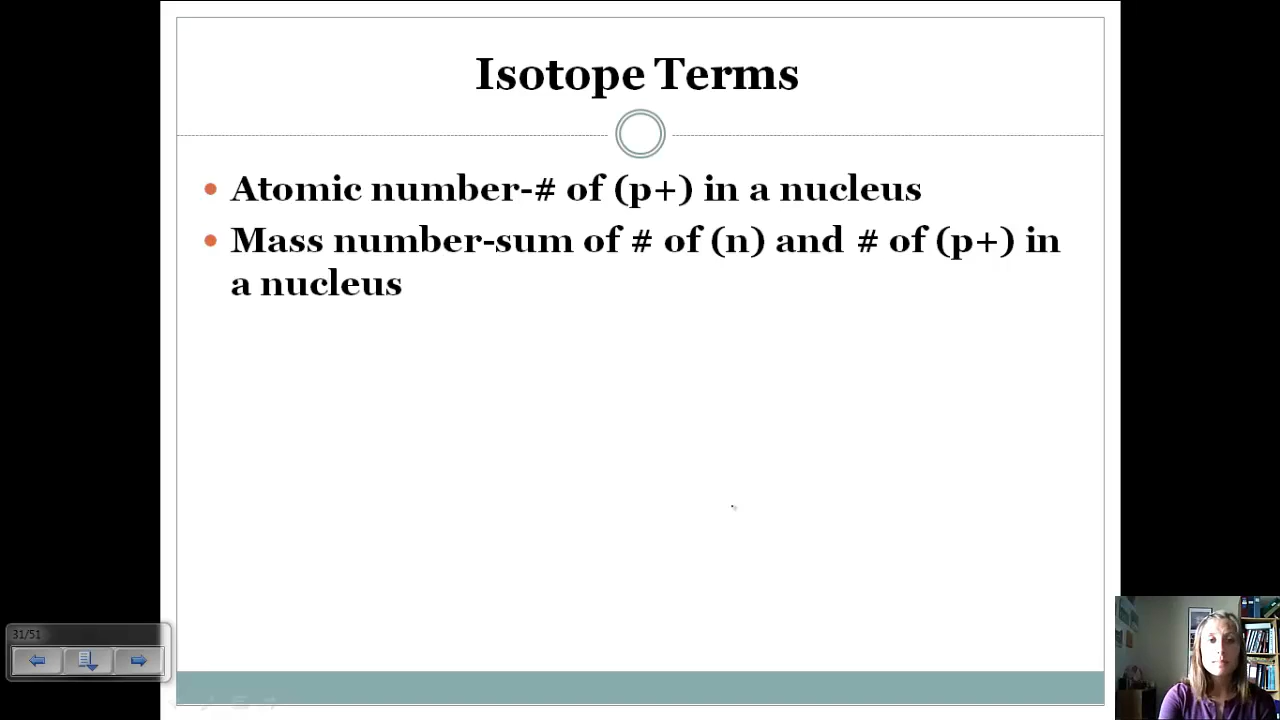 Isotope Terms
• Atomic number-# of (p+) in a nucleus
• Mass number-sum of # of (n) and # of (p+) in
a nucleus
31/51